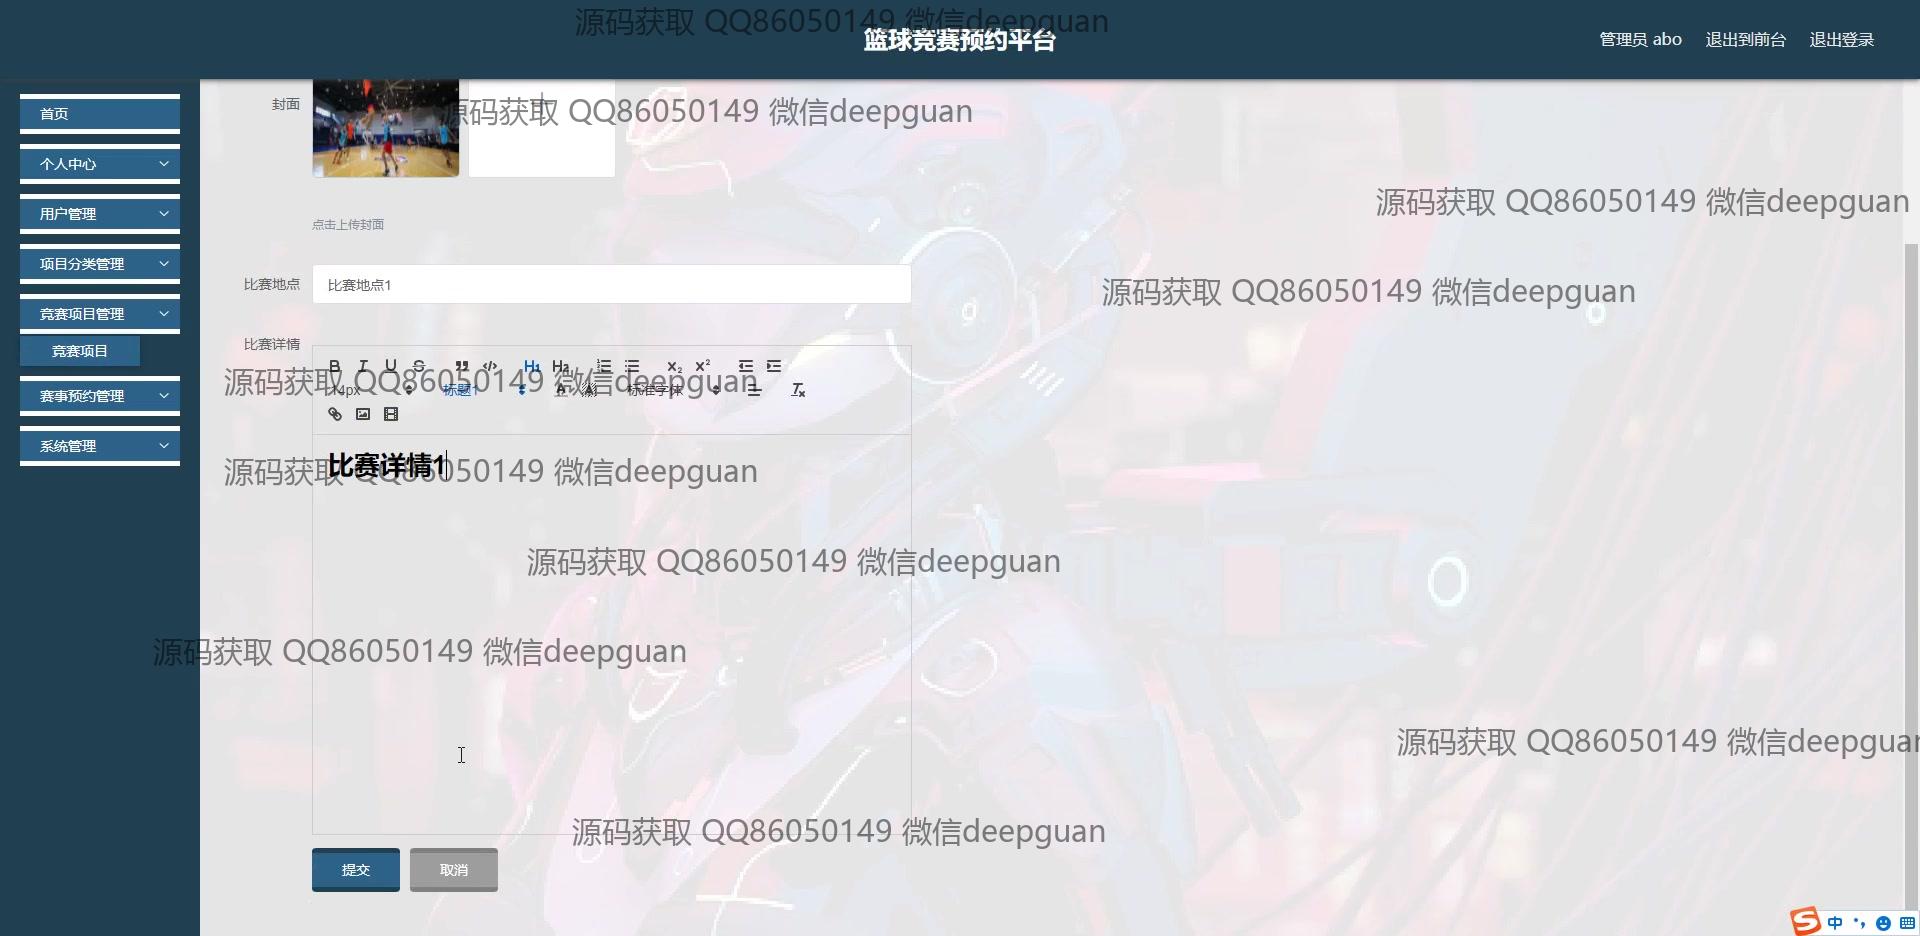 源码获取 QQ86050149 微信deepguan
篮球竞赛预约平台
管理员 abo 退出到前台 退出登录
首页
个人中心
用户管理
项目分类管理
竞赛项目管理
竞赛项目
赛事预约管理
系统管理
封面
源码获取 QQ86050149 微信deepguan
源码获取 QQ86050149 微信deepguan
点击上传封面
比赛地点 比赛地点1
源码获取 QQ86050149 微信deepguan
比赛详情
B I U S H1 H2 X2 X2
源码获取 QQ86050149 微信deepguan
14px 标题1 A 标准字体 Tx
比赛详情1
源码获取 QQ86050149 微信deepguan
源码获取 QQ86050149 微信deepguan
源码获取 QQ86050149 微信deepguan
源码获取 QQ86050149 微信deepguan
源码获取 QQ86050149 微信deepguan
提交 取消
S 中